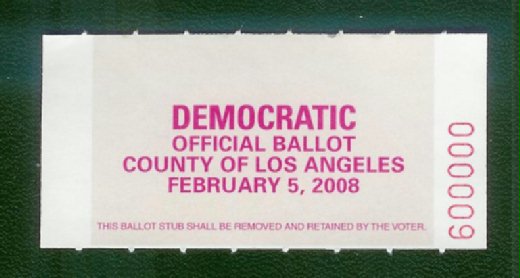 DEMOCRATIC
OFFICIAL BALLOT
COUNTY OF LOS ANGELES
FEBRUARY 5, 2008
THIS BALLOT STUB SHALL BE REMOVED AND RETAINED BY THE VOTER.
000009